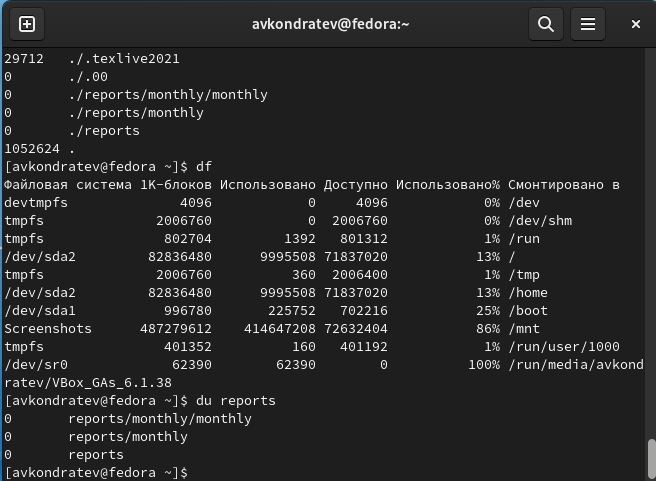 avkondratev@fedora:~
29712   ./.texlive2021
0       ./.00
0       ./reports/monthly/monthly
0       ./reports/monthly
0       ./reports
1052624 .
[avkondratev@fedora ~]$ df
Файловая система 1K-блоков Использовано Доступно Использовано% Смонтировано в
devtmpfs              4096            0     4096            0% /dev
tmpfs              2006760            0  2006760            0% /dev/shm
tmpfs               802704         1392   801312            1% /run
/dev/sda2         82836480      9995508 71837020           13% /
tmpfs              2006760          360  2006400            1% /tmp
/dev/sda2         82836480      9995508 71837020           13% /home
/dev/sda1           996780       225752   702216           25% /boot
Screenshots      487279612    414647208 72632404           86% /mnt
tmpfs               401352          160   401192            1% /run/user/1000
/dev/sr0             62390        62390        0          100% /run/media/avkond
ratev/VBox_GAs_6.1.38
[avkondratev@fedora ~]$ du reports
0       reports/monthly/monthly
0       reports/monthly
0       reports
[avkondratev@fedora ~]$